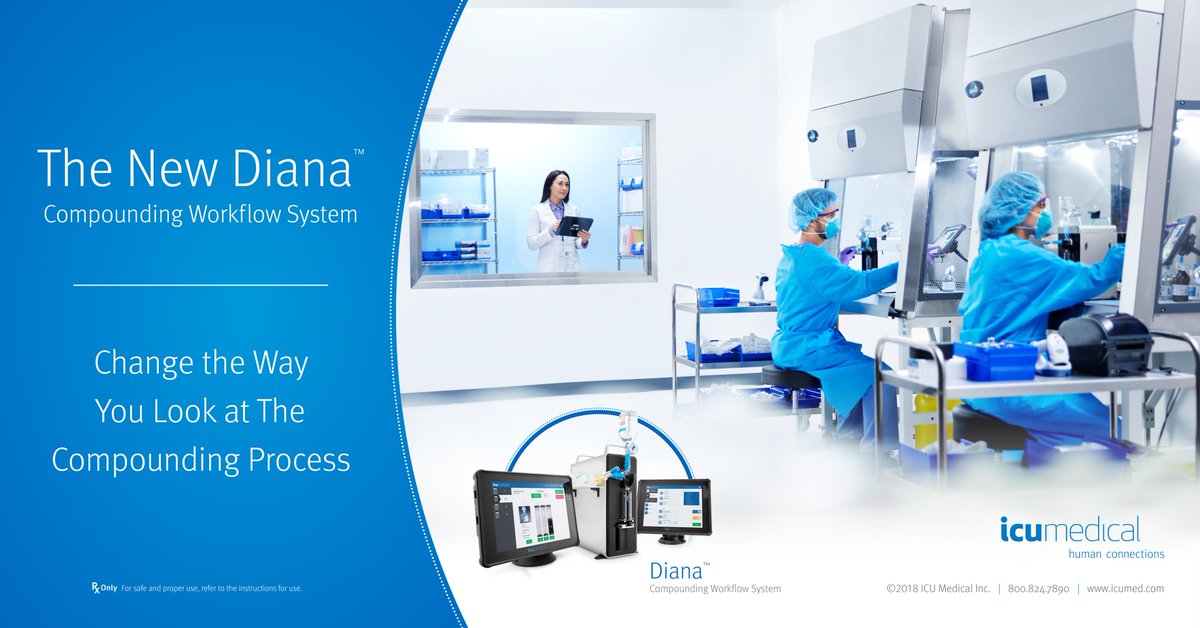 The New Diana™
Compounding Workflow System
Change the Way
You Look at The
Compounding Process
Rx Only For safe and proper use, refer to the instructions for use.
Diana™
Compounding Workflow System
icumedical
human connections
©2018 ICU Medical Inc. | 800.824.7890 | www.icumed.com